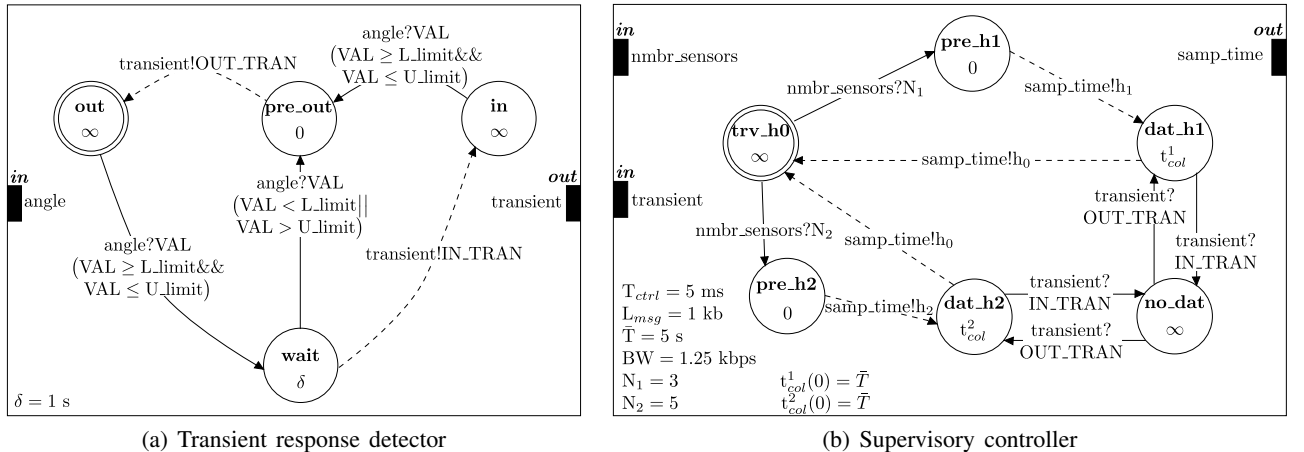 angle?VAL
(VAL ≥ L_limit&&
VAL ≤ U_limit)
transient!OUT_TRAN
out
∞
pre_out
0
in
∞
in
angle
out
transient
angle?VAL
(VAL < L_limit||
VAL > U_limit)
angle?VAL
(VAL ≥ L_limit&&
VAL ≤ U_limit)
transient!IN_TRAN
wait
δ
δ = 1 s
(a) Transient response detector
in
nmbr_sensors
pre_h1
0
out
samp_time
nmbr_sensors?N₁
samp_time!h₁
trv_h0
∞
dat_h1
t¹col
samp_time!h₀
in
transient
transient?
OUT_TRAN
nmbr_sensors?N₂
samp_time!h₀
transient?
IN_TRAN
pre_h2
0
samp_time!h₂
dat_h2
t²col
transient?
IN_TRAN
no_dat
∞
transient?
OUT_TRAN
Tctrl = 5 ms
Lmsg = 1 kb
T̄ = 5 s
BW = 1.25 kbps
N₁ = 3 t¹col(0) = T̄
N₂ = 5 t²col(0) = T̄
(b) Supervisory controller